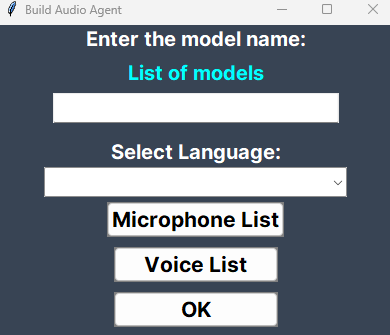 Build Audio Agent
Enter the model name:
List of models
Select Language:
Microphone List
Voice List
OK